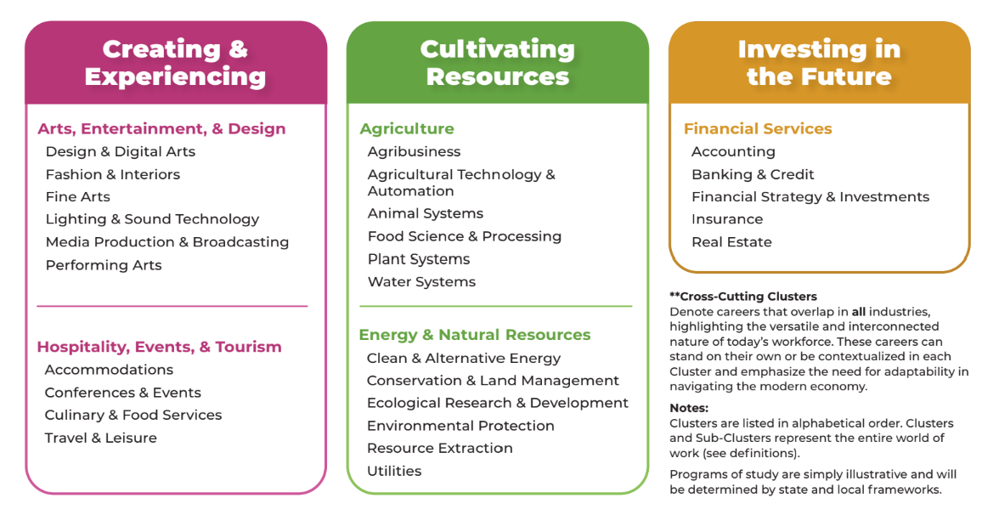 Creating &
Experiencing
Arts, Entertainment, & Design
Design & Digital Arts
Fashion & Interiors
Fine Arts
Lighting & Sound Technology
Media Production & Broadcasting
Performing Arts
Hospitality, Events, & Tourism
Accommodations
Conferences & Events
Culinary & Food Services
Travel & Leisure
Cultivating
Resources
Agriculture
Agribusiness
Agricultural Technology &
Automation
Animal Systems
Food Science & Processing
Plant Systems
Water Systems
Energy & Natural Resources
Clean & Alternative Energy
Conservation & Land Management
Ecological Research & Development
Environmental Protection
Resource Extraction
Utilities
Investing in
the Future
Financial Services
Accounting
Banking & Credit
Financial Strategy & Investments
Insurance
Real Estate
**Cross-Cutting Clusters
Denote careers that overlap in all industries,
highlighting the versatile and interconnected
nature of today’s workforce. These careers can
stand on their own or be contextualized in each
Cluster and emphasize the need for adaptability in
navigating the modern economy.
Notes:
Clusters are listed in alphabetical order. Clusters
and Sub-Clusters represent the entire world of
work (see definitions).
Programs of study are simply illustrative and will
be determined by state and local frameworks.